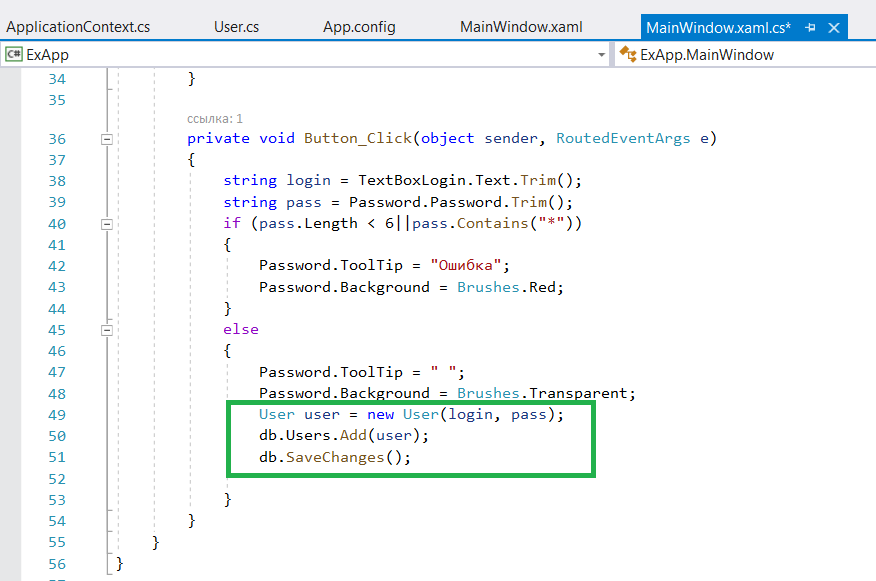 ApplicationContext.cs User.cs App.config MainWindow.xaml MainWindow.xaml.cs*
C# ExApp ExApp.MainWindow
34 }
35
ссылка: 1
36 private void Button_Click(object sender, RoutedEventArgs e)
37 {
38 string login = TextBoxLogin.Text.Trim();
39 string pass = Password.Password.Trim();
40 if (pass.Length < 6||pass.Contains("*"))
41 {
42 Password.ToolTip = "Ошибка";
43 Password.Background = Brushes.Red;
44 }
45 else
46 {
47 Password.ToolTip = " ";
48 Password.Background = Brushes.Transparent;
49 User user = new User(login, pass);
50 db.Users.Add(user);
51 db.SaveChanges();
52
53 }
54 }
55 }
56 }